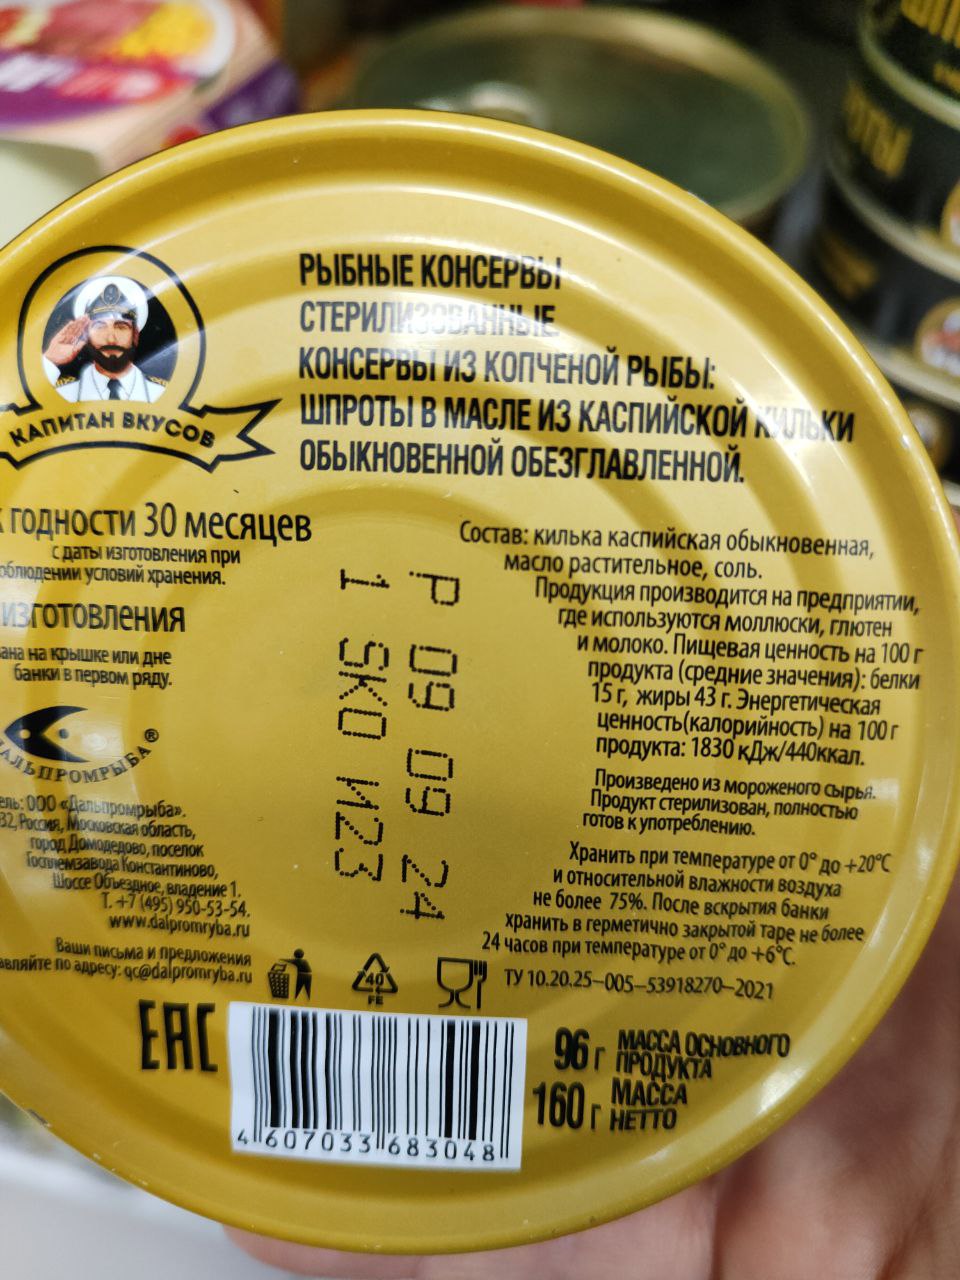 РЫБНЫЕ КОНСЕРВЫ
СТЕРИЛИЗОВАННЫЕ.
КОНСЕРВЫ ИЗ КОПЧЕНОЙ РЫБЫ:
ШПРОТЫ В МАСЛЕ ИЗ КАСПИЙСКОЙ КИЛЬКИ
ОБЫКНОВЕННОЙ ОБЕЗГЛАВЛЕННОЙ.
КАПИТАН ВКУСОВ
ГОДНОСТИ 30 месяцев
с даты изготовления при
условий хранения.
ИЗГОТОВЛЕНИЯ
на крышке или дне
банки в первом ряду.
ДАЛЬПРОМРЫБА®
ООО «Дальпромрыба».
Россия, Московская область,
город Домодедово, поселок
Госплемзавода Константиново,
Шоссе Объездное, владение 1.
Т. +7 (495) 950-53-54.
www.dalpromryba.ru
Ваши письма и предложения
по адресу: qc@dalpromryba.ru
Р 09 09 24
1 SKO И23
Состав: килька каспийская обыкновенная,
масло растительное, соль.
Продукция производится на предприятии,
где используются моллюски, глютен
и молоко. Пищевая ценность на 100 г
продукта (средние значения): белки
15 г, жиры 43 г. Энергетическая
ценность(калорийность) на 100 г
продукта: 1830 кДж/440ккал.
Произведено из мороженого сырья.
Продукт стерилизован, полностью
готов к употреблению.
Хранить при температуре от 0° до +20°С
и относительной влажности воздуха
не более 75%. После вскрытия банки
хранить в герметично закрытой таре не более
24 часов при температуре от 0° до +6°С.
ТУ 10.20.25–005–53918270–2021
40
FE
EAC
4 607033 683048
96 г МАССА ОСНОВНОГО
ПРОДУКТА
160 г МАССА
НЕТТО